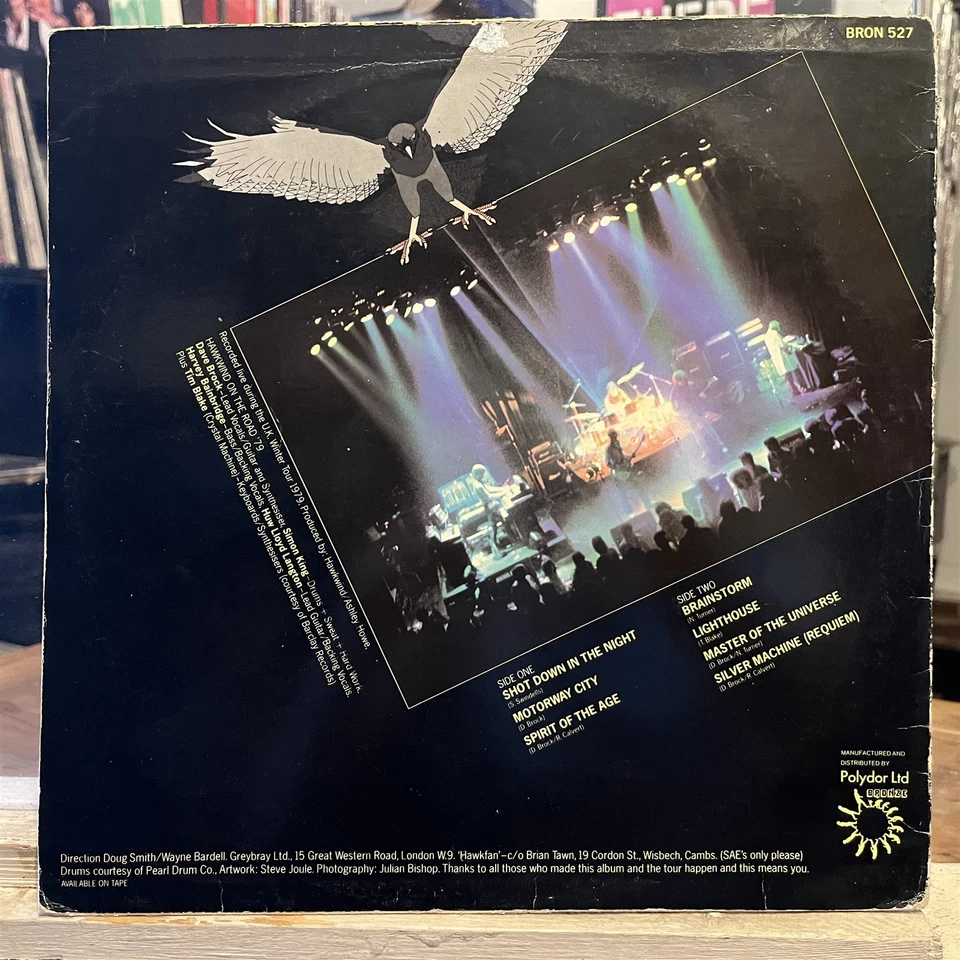 BRON 527
Recorded live during the U.K. Winter Tour 1979. Produced by: Hawkwind/Ashley Howe.
HAWKWIND ON THE ROAD '79
Dave Brock–Lead Vocals/Guitar and Synthesiser, Simon King–Drums + Sweat + Hard Work,
Harvey Bainbridge–Bass/Backing Vocals, Huw Lloyd Langton–Lead Guitar/Backing Vocals,
Plus Tim Blake (Crystal Machine)–Keyboards/Synthesisers (courtesy of Barclay Records)
SIDE ONE
SHOT DOWN IN THE NIGHT
(S. Swindells)
MOTORWAY CITY
(D. Brock)
SPIRIT OF THE AGE
(D. Brock/R. Calvert)
SIDE TWO
BRAINSTORM
(N. Turner)
LIGHTHOUSE
(T. Blake)
MASTER OF THE UNIVERSE
(D. Brock/N. Turner)
SILVER MACHINE (REQUIEM)
(D. Brock/R. Calvert)
MANUFACTURED AND
DISTRIBUTED BY
Polydor Ltd
BRONZE
Direction Doug Smith/Wayne Bardell. Greybray Ltd., 15 Great Western Road, London W.9. 'Hawkfan'–c/o Brian Tawn, 19 Cordon St., Wisbech, Cambs. (SAE's only please)
Drums courtesy of Pearl Drum Co., Artwork: Steve Joule. Photography: Julian Bishop. Thanks to all those who made this album and the tour happen and this means you.
AVAILABLE ON TAPE